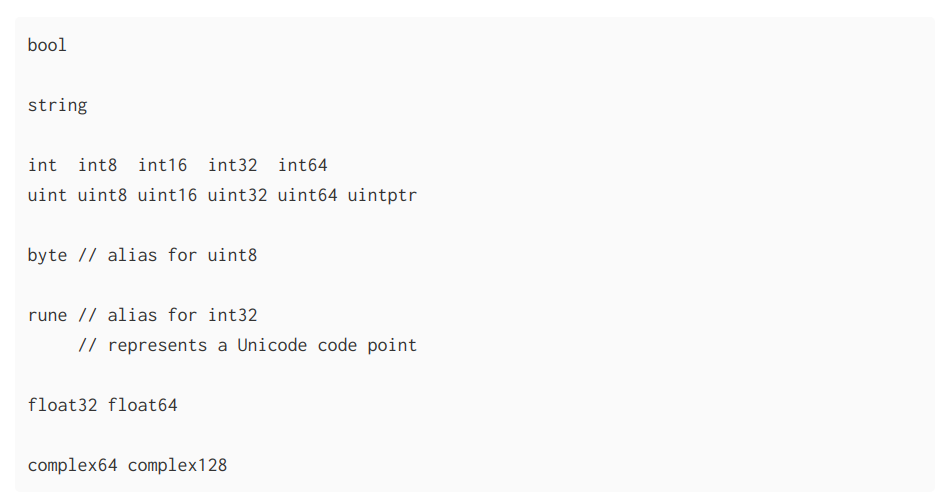 bool
string
int  int8  int16  int32  int64
uint uint8 uint16 uint32 uint64 uintptr
byte // alias for uint8
rune // alias for int32
     // represents a Unicode code point
float32 float64
complex64 complex128